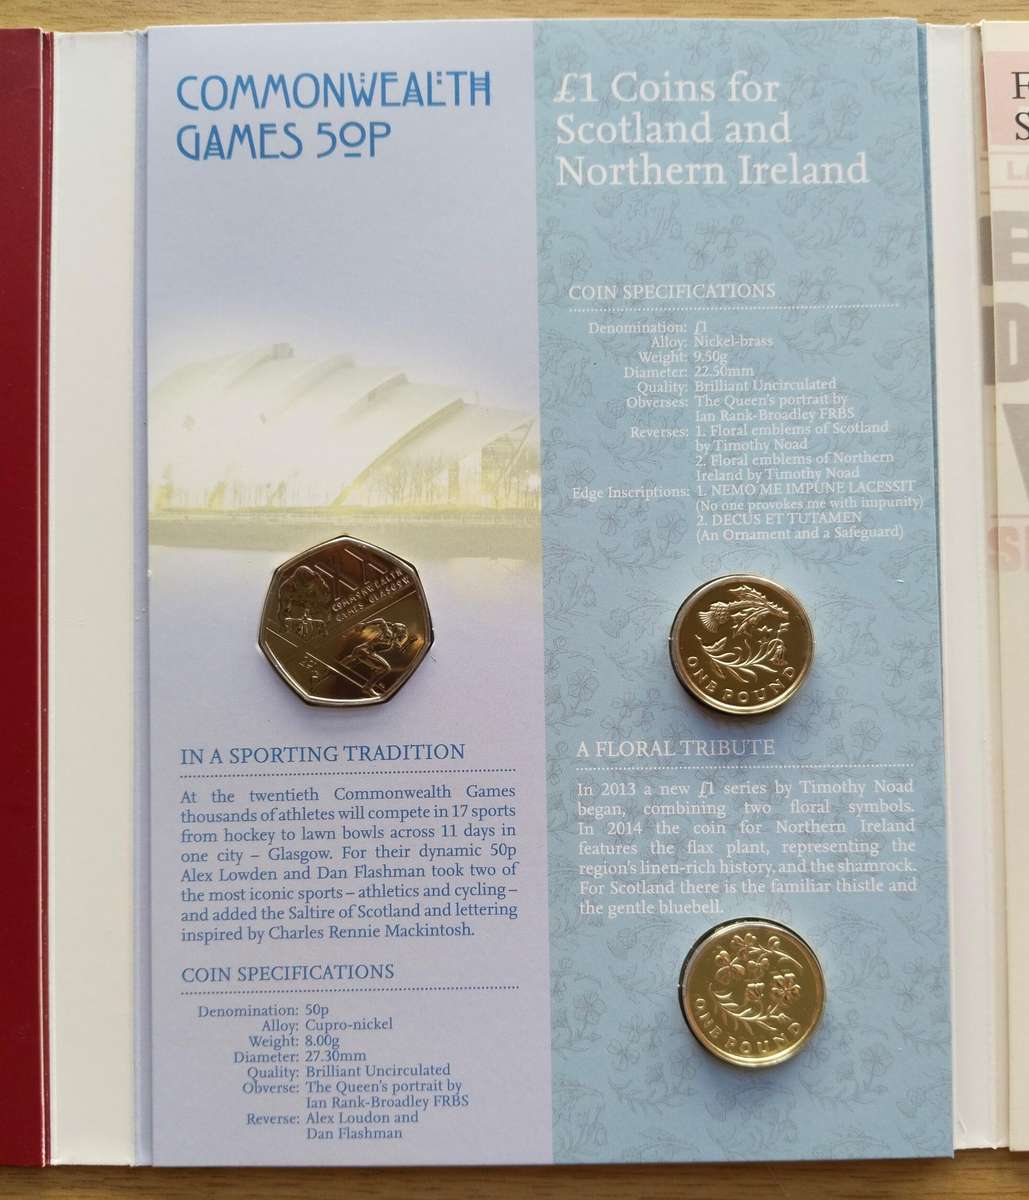 COMMONWEALTH
GAMES 50P
IN A SPORTING TRADITION
At the twentieth Commonwealth Games
thousands of athletes will compete in 17 sports
from hockey to lawn bowls across 11 days in
one city – Glasgow. For their dynamic 50p
Alex Lowden and Dan Flashman took two of
the most iconic sports – athletics and cycling –
and added the Saltire of Scotland and lettering
inspired by Charles Rennie Mackintosh.
COIN SPECIFICATIONS
Denomination: 50p
Alloy: Cupro-nickel
Weight: 8.00g
Diameter: 27.30mm
Quality: Brilliant Uncirculated
Obverse: The Queen's portrait by
Ian Rank-Broadley FRBS
Reverse: Alex Loudon and
Dan Flashman
XX
COMMONWEALTH
GAMES GLASGOW
2014
£1 Coins for
Scotland and
Northern Ireland
COIN SPECIFICATIONS
Denomination: £1
Alloy: Nickel-brass
Weight: 9.50g
Diameter: 22.50mm
Quality: Brilliant Uncirculated
Obverses: The Queen's portrait by
Ian Rank-Broadley FRBS
Reverses: 1. Floral emblems of Scotland
by Timothy Noad
2. Floral emblems of Northern
Ireland by Timothy Noad
Edge Inscriptions: 1. NEMO ME IMPUNE LACESSIT
(No one provokes me with impunity)
2. DECUS ET TUTAMEN
(An Ornament and a Safeguard)
ONE POUND
A FLORAL TRIBUTE
In 2013 a new £1 series by Timothy Noad
began, combining two floral symbols.
In 2014 the coin for Northern Ireland
features the flax plant, representing the
region's linen-rich history, and the shamrock.
For Scotland there is the familiar thistle and
the gentle bluebell.
ONE POUND